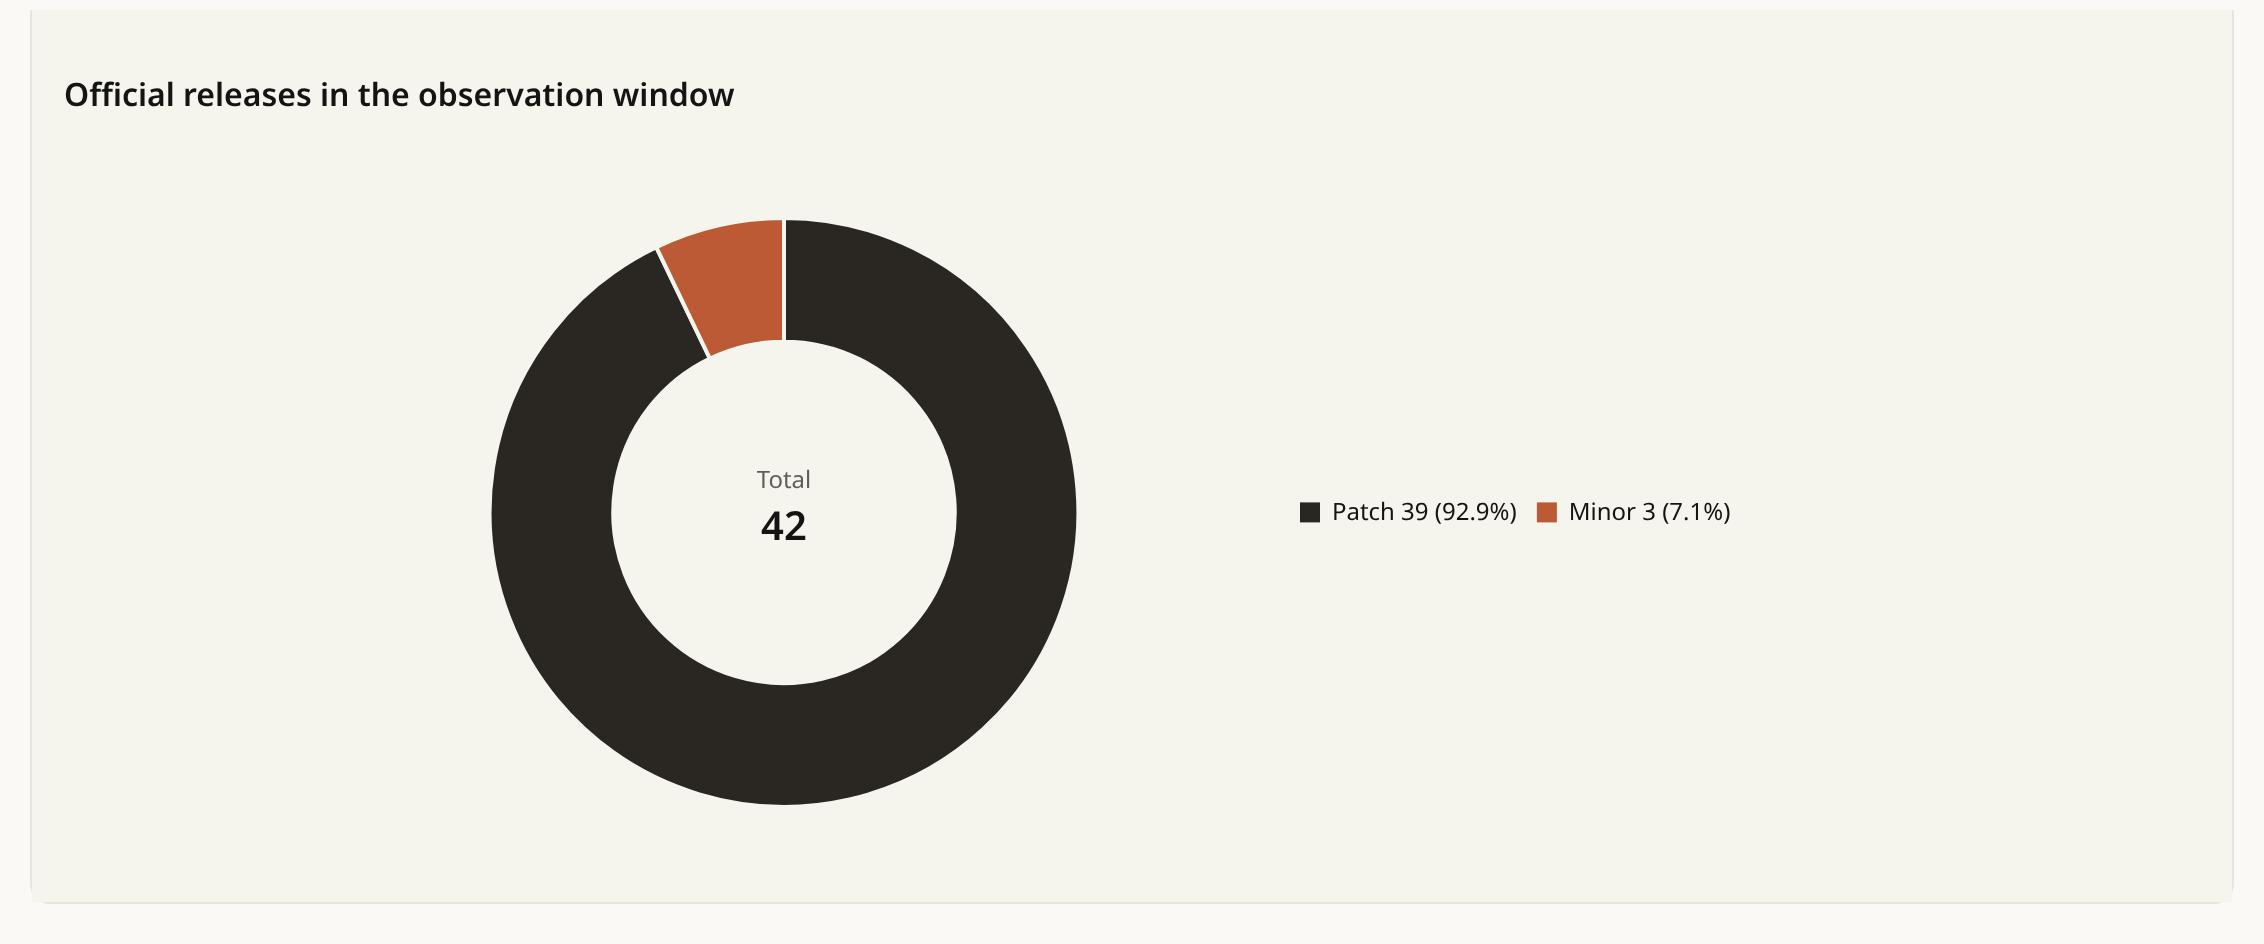 Official releases in the observation window
Total
42
Patch 39 (92.9%) Minor 3 (7.1%)